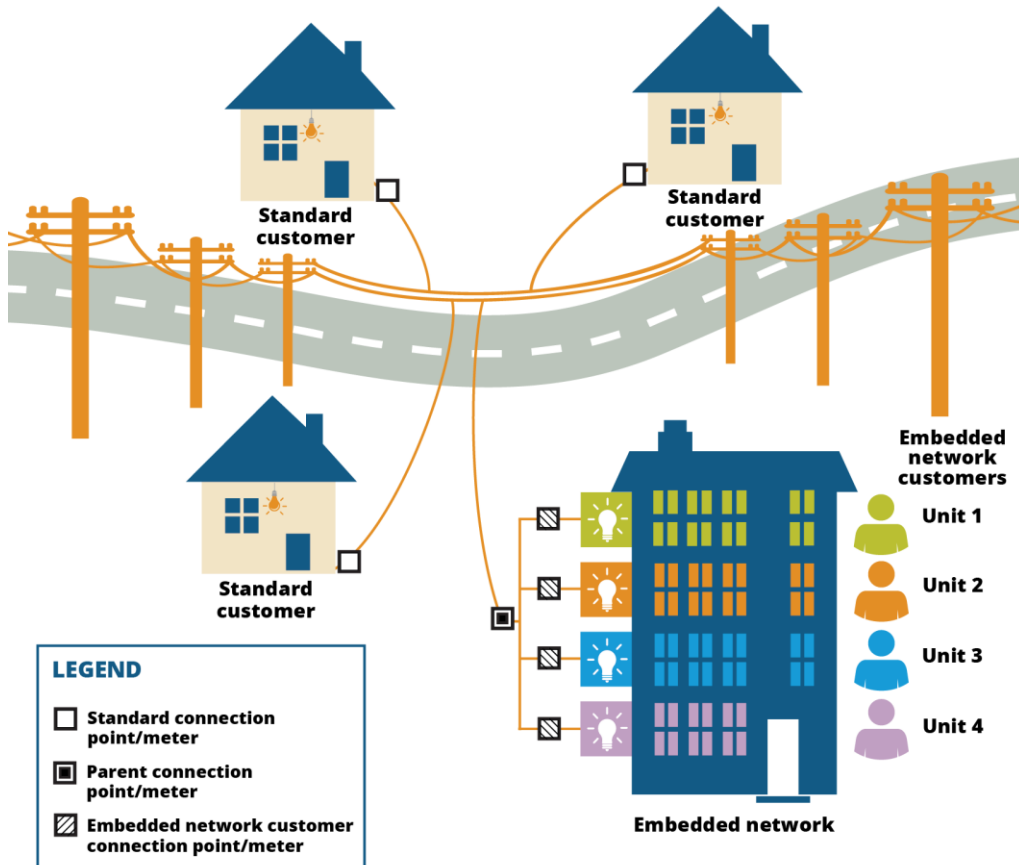 Standard
customer
Standard
customer
Embedded
network
customers
Unit 1
Unit 2
Unit 3
Unit 4
Standard
customer
Embedded network
LEGEND
Standard connection
point/meter
Parent connection
point/meter
Embedded network customer
connection point/meter